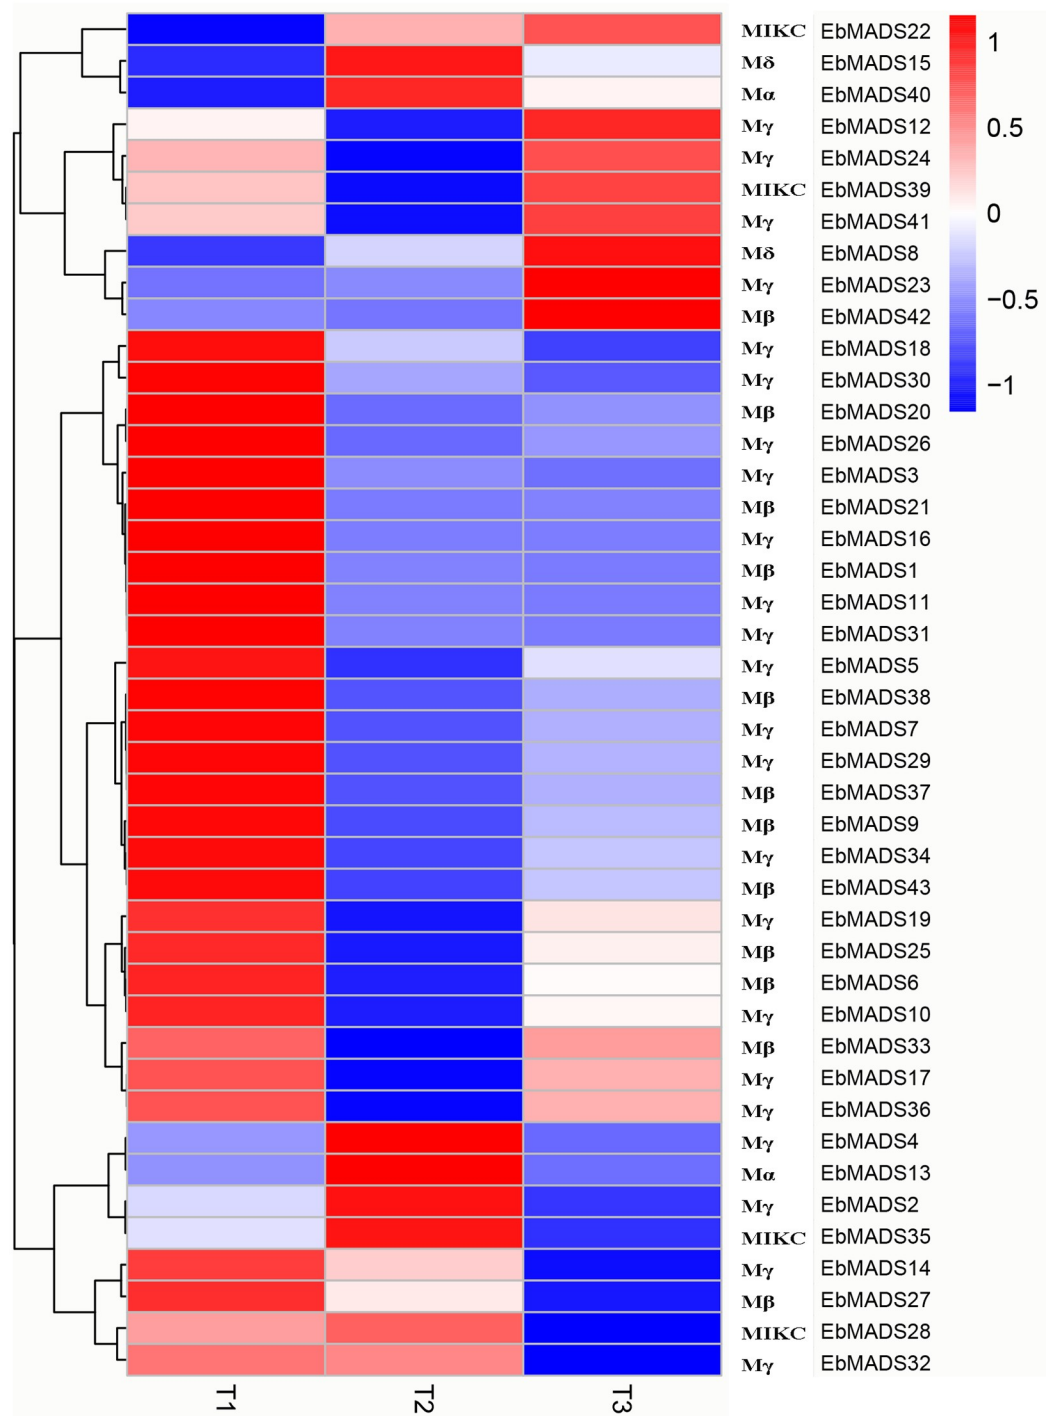 MIKC EbMADS22
Mδ EbMADS15
Mα EbMADS40
Mγ EbMADS12
Mγ EbMADS24
MIKC EbMADS39
Mγ EbMADS41
Mδ EbMADS8
Mγ EbMADS23
Mβ EbMADS42
Mγ EbMADS18
Mγ EbMADS30
Mβ EbMADS20
Mγ EbMADS26
Mγ EbMADS3
Mβ EbMADS21
Mγ EbMADS16
Mβ EbMADS1
Mγ EbMADS11
Mγ EbMADS31
Mγ EbMADS5
Mβ EbMADS38
Mγ EbMADS7
Mγ EbMADS29
Mβ EbMADS37
Mβ EbMADS9
Mγ EbMADS34
Mβ EbMADS43
Mγ EbMADS19
Mβ EbMADS25
Mβ EbMADS6
Mγ EbMADS10
Mβ EbMADS33
Mγ EbMADS17
Mγ EbMADS36
Mγ EbMADS4
Mα EbMADS13
Mγ EbMADS2
MIKC EbMADS35
Mγ EbMADS14
Mβ EbMADS27
MIKC EbMADS28
Mγ EbMADS32
1
0.5
0
−0.5
−1
T1 T2 T3